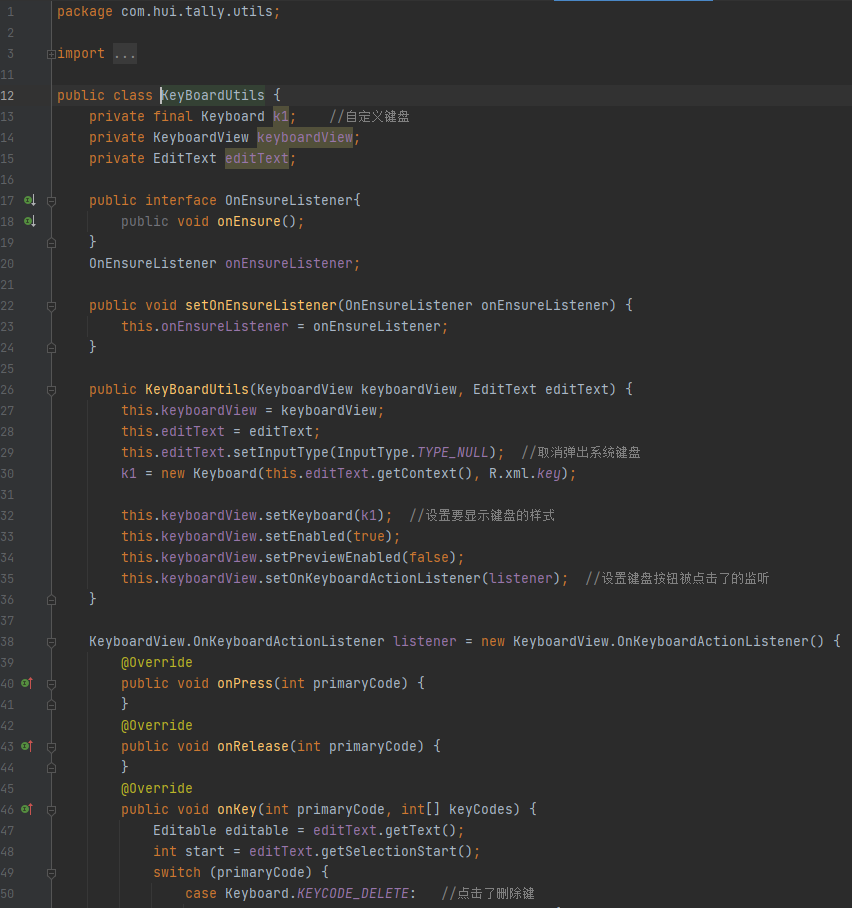 1 package com.hui.tally.utils;
2
3 import ...
11
12 public class KeyBoardUtils {
13     private final Keyboard k1;    //自定义键盘
14     private KeyboardView keyboardView;
15     private EditText editText;
16
17     public interface OnEnsureListener{
18         public void onEnsure();
19     }
20     OnEnsureListener onEnsureListener;
21
22     public void setOnEnsureListener(OnEnsureListener onEnsureListener) {
23         this.onEnsureListener = onEnsureListener;
24     }
25
26     public KeyBoardUtils(KeyboardView keyboardView, EditText editText) {
27         this.keyboardView = keyboardView;
28         this.editText = editText;
29         this.editText.setInputType(InputType.TYPE_NULL);  //取消弹出系统键盘
30         k1 = new Keyboard(this.editText.getContext(), R.xml.key);
31
32         this.keyboardView.setKeyboard(k1);  //设置要显示键盘的样式
33         this.keyboardView.setEnabled(true);
34         this.keyboardView.setPreviewEnabled(false);
35         this.keyboardView.setOnKeyboardActionListener(listener);  //设置键盘按钮被点击了的监听
36     }
37
38     KeyboardView.OnKeyboardActionListener listener = new KeyboardView.OnKeyboardActionListener() {
39         @Override
40         public void onPress(int primaryCode) {
41         }
42         @Override
43         public void onRelease(int primaryCode) {
44         }
45         @Override
46         public void onKey(int primaryCode, int[] keyCodes) {
47             Editable editable = editText.getText();
48             int start = editText.getSelectionStart();
49             switch (primaryCode) {
50                 case Keyboard.KEYCODE_DELETE:   //点击了删除键